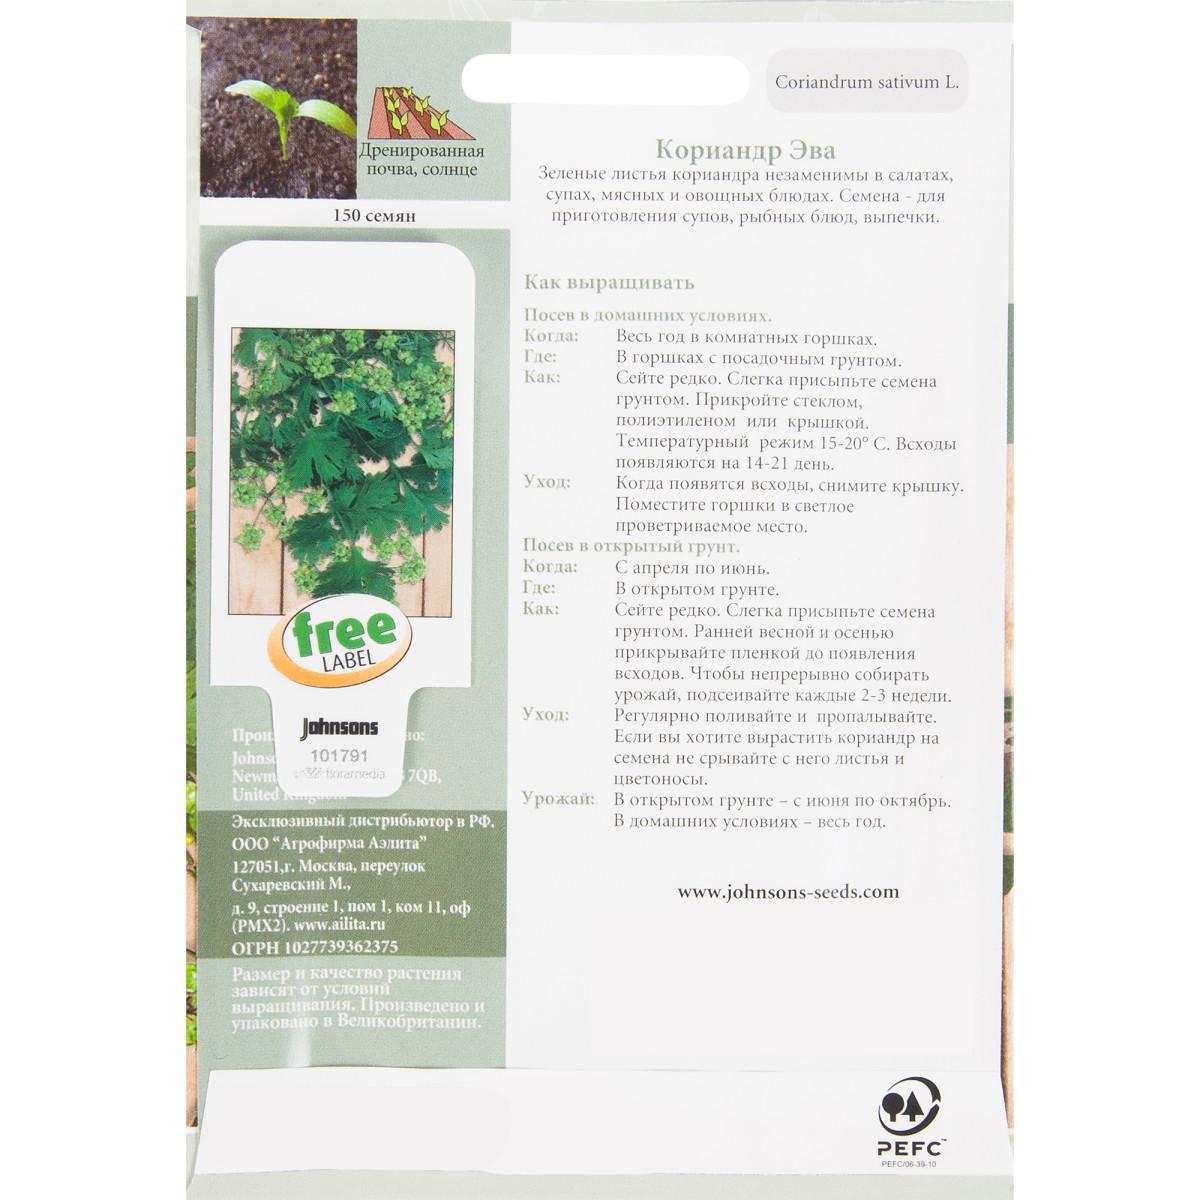 Coriandrum sativum L.
Дренированная
почва, солнце
150 семян
Кориандр Эва
Зеленые листья кориандра незаменимы в салатах,
супах, мясных и овощных блюдах. Семена - для
приготовления супов, рыбных блюд, выпечки.
Как выращивать
Посев в домашних условиях.
Когда: Весь год в комнатных горшках.
Где: В горшках с посадочным грунтом.
Как: Сейте редко. Слегка присыпьте семена
грунтом. Прикройте стеклом,
полиэтиленом или крышкой.
Температурный режим 15-20° С. Всходы
появляются на 14-21 день.
Уход: Когда появятся всходы, снимите крышку.
Поместите горшки в светлое
проветриваемое место.
Посев в открытый грунт.
Когда: С апреля по июнь.
Где: В открытом грунте.
Как: Сейте редко. Слегка присыпьте семена
грунтом. Ранней весной и осенью
прикрывайте пленкой до появления
всходов. Чтобы непрерывно собирать
урожай, подсеивайте каждые 2-3 недели.
Уход: Регулярно поливайте и пропалывайте.
Если вы хотите вырастить кориандр на
семена не срывайте с него листья и
цветоносы.
Урожай: В открытом грунте – с июня по октябрь.
В домашних условиях – весь год.
www.johnsons-seeds.com
free
LABEL
Johnsons
101791
floramedia
7QB,
United Kingdom
Эксклюзивный дистрибьютор в РФ.
ООО “Агрофирма Аэлита”
127051,г. Москва, переулок
Сухаревский М.,
д. 9, строение 1, пом 1, ком 11, оф
(РМХ2). www.ailita.ru
ОГРН 1027739362375
Размер и качество растения
зависят от условий
выращивания. Произведено и
упаковано в Великобритании.
PEFC™
PEFC/06-39-10